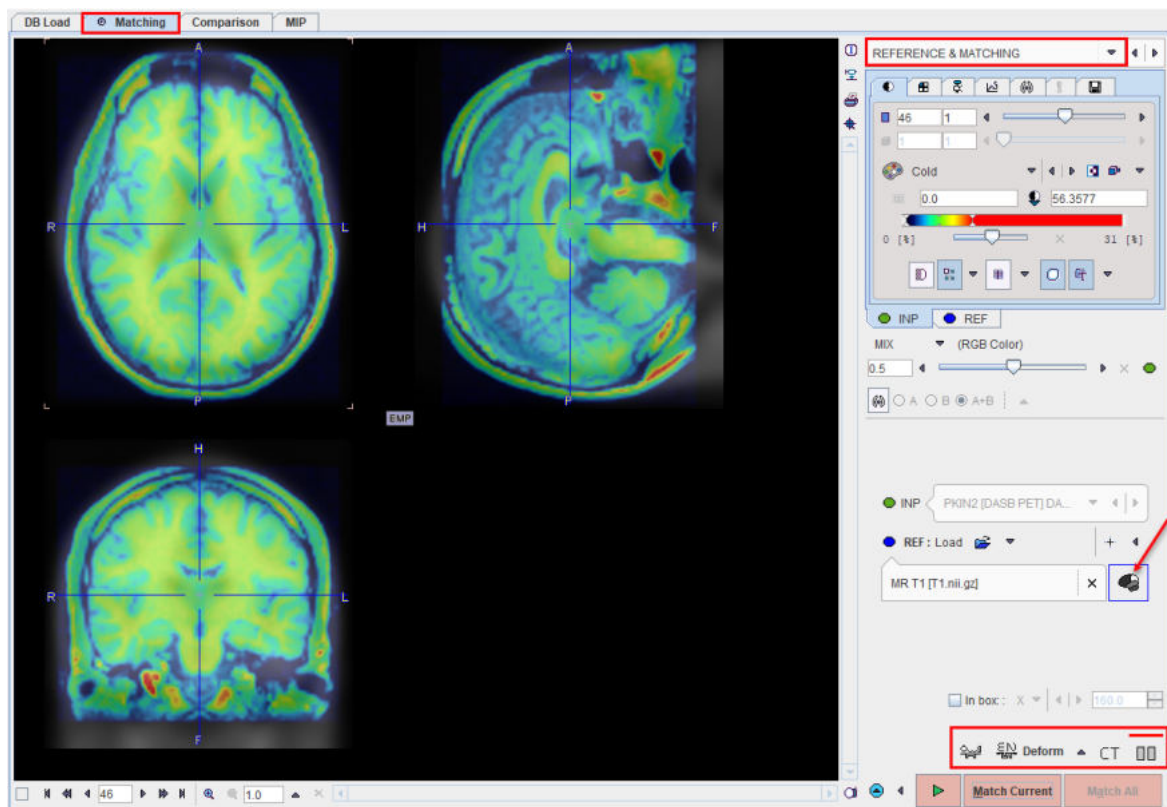 DB Load Matching Comparison MIP
REFERENCE & MATCHING
A
R
L
P
A
H
F
P
EMP
H
R
L
F
46 1
1 1
Cold
0.0 56.3577
0 [%] 31 [%]
INP REF
MIX (RGB Color)
0.5
A B A+B
INP PKIN2 [DASB PET] DA...
REF : Load
MR T1 [T1.nii.gz]
In box : X 160.0
Deform CT
46 1.0
Match Current Match All